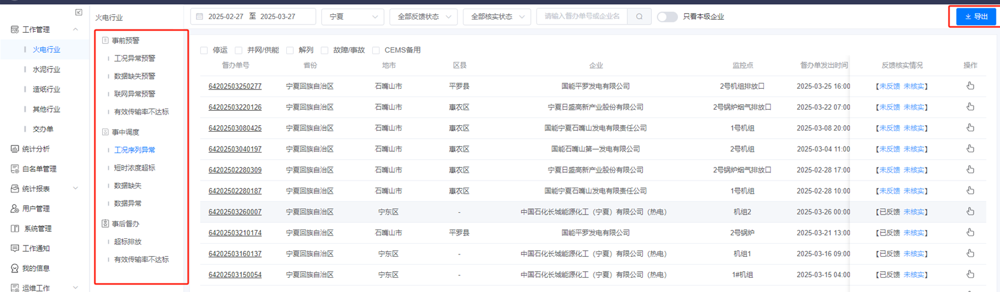 工作管理
火电行业
水泥行业
造纸行业
其他行业
交办单
统计分析
白名单管理
统计报表
用户管理
系统管理
工作通知
我的信息
运维工作
火电行业
事前预警
工况异常预警
数据缺失预警
联网异常预警
有效传输率不达标
事中调度
工况序列异常
短时浓度超标
数据缺失
数据异常
事后督办
超标排放
有效传输率不达标
2025-02-27 至 2025-03-27 宁夏 全部反馈状态 全部核实状态 请输入督办单号或企业名 只看本级企业 导出
停运 并网/供能 解列 故障/事故 CEMS备用
督办单号 省份 地市 区县 企业 监控点 督办单发出时间 反馈核实情况 操作
64202503250277 宁夏回族自治区 石嘴山市 平罗县 国能平罗发电有限公司 2号机组排放口 2025-03-25 16:00 【未反馈 未核实】
64202503220126 宁夏回族自治区 石嘴山市 惠农区 宁夏日盛高新产业股份有限公司 2号锅炉烟气排放口 2025-03-22 07:00 【未反馈 未核实】
64202503080425 宁夏回族自治区 石嘴山市 惠农区 国能宁夏石嘴山发电有限责任公司 1号机组 2025-03-08 20:00 【未反馈 未核实】
64202503040197 宁夏回族自治区 石嘴山市 惠农区 国能石嘴山第一发电有限公司 2号机组 2025-03-04 11:00 【未反馈 未核实】
64202502280309 宁夏回族自治区 石嘴山市 惠农区 宁夏日盛高新产业股份有限公司 2号锅炉烟气排放口 2025-02-28 17:00 【未反馈 未核实】
64202502280187 宁夏回族自治区 石嘴山市 惠农区 国能宁夏石嘴山发电有限责任公司 1号机组 2025-02-28 10:00 【未反馈 未核实】
64202503260007 宁夏回族自治区 宁东区 - 中国石化长城能源化工（宁夏）有限公司（热电） 机组2 2025-03-26 00:00 【已反馈 未核实】
64202503210174 宁夏回族自治区 石嘴山市 平罗县 国能平罗发电有限公司 2号锅炉 2025-03-21 13:00 【已反馈 未核实】
64202503160137 宁夏回族自治区 宁东区 - 中国石化长城能源化工（宁夏）有限公司（热电） 机组1 2025-03-16 09:00 【已反馈 未核实】
64202503150054 宁夏回族自治区 宁东区 - 中国石化长城能源化工（宁夏）有限公司（热电） 1#机组 2025-03-15 04:00 【已反馈 未核实】